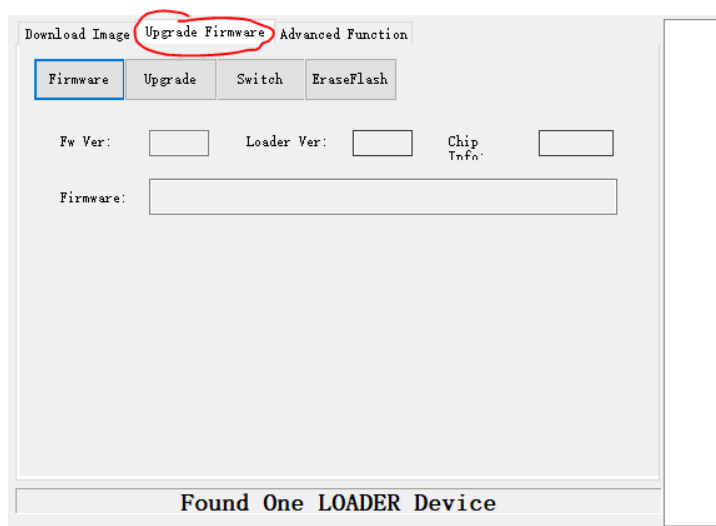 Download Image Upgrade Firmware Advanced Function
Firmware Upgrade Switch EraseFlash
Fw Ver: Loader Ver: Chip
Info:
Firmware:
Found One LOADER Device